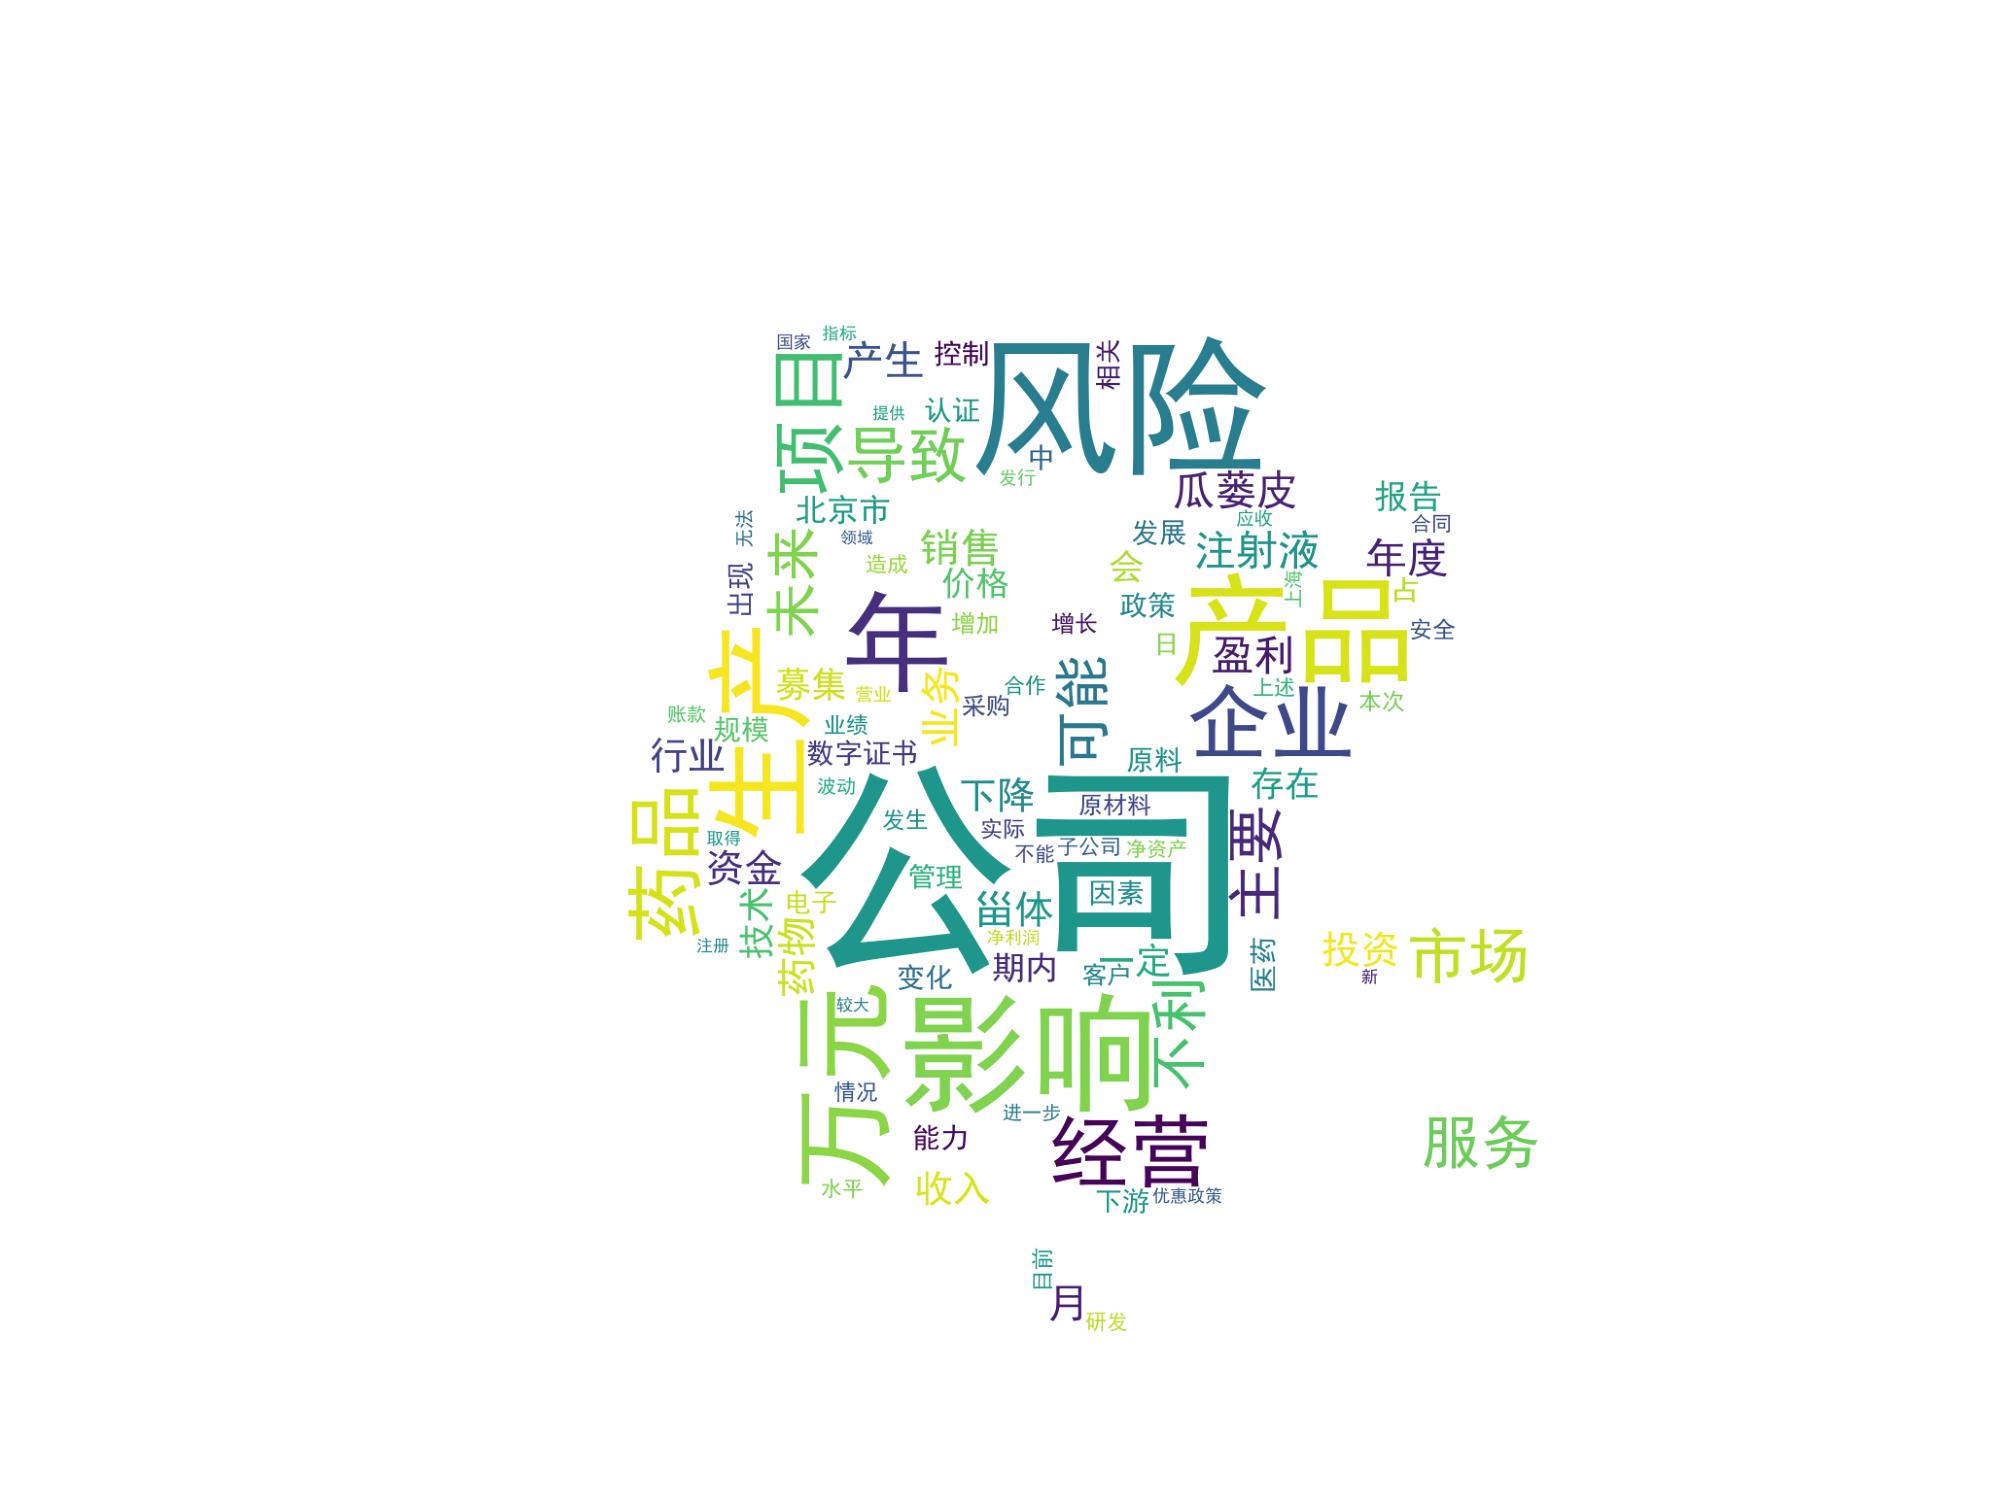 国家
指标
项目
产生
控制
风险
相关
提供
认证
导致
中
发行
瓜蒌皮
北京市
报告
无法
领域
发展
应收
合同
未来
销售
注射液
年度
造成
会
出现
价格
上海
占
政策
产品
年
增加
增长
日
安全
生产
盈利
募集
营业
业务
合作
可能
上述
本次
采购
企业
账款
规模
业绩
行业
数字证书
原料
公司
波动
下降
存在
药品
原材料
发生
实际
主要
取得
不能
子公司
净资产
资金
管理
因素
技术
电子
甾体
药物
净利润
注册
投资
市场
一定
医药
变化
期内
客户
新
不利
万元
较大
影响
情况
进一步
能力
经营
服务
水平
收入
下游
优惠政策
目前
月
研发